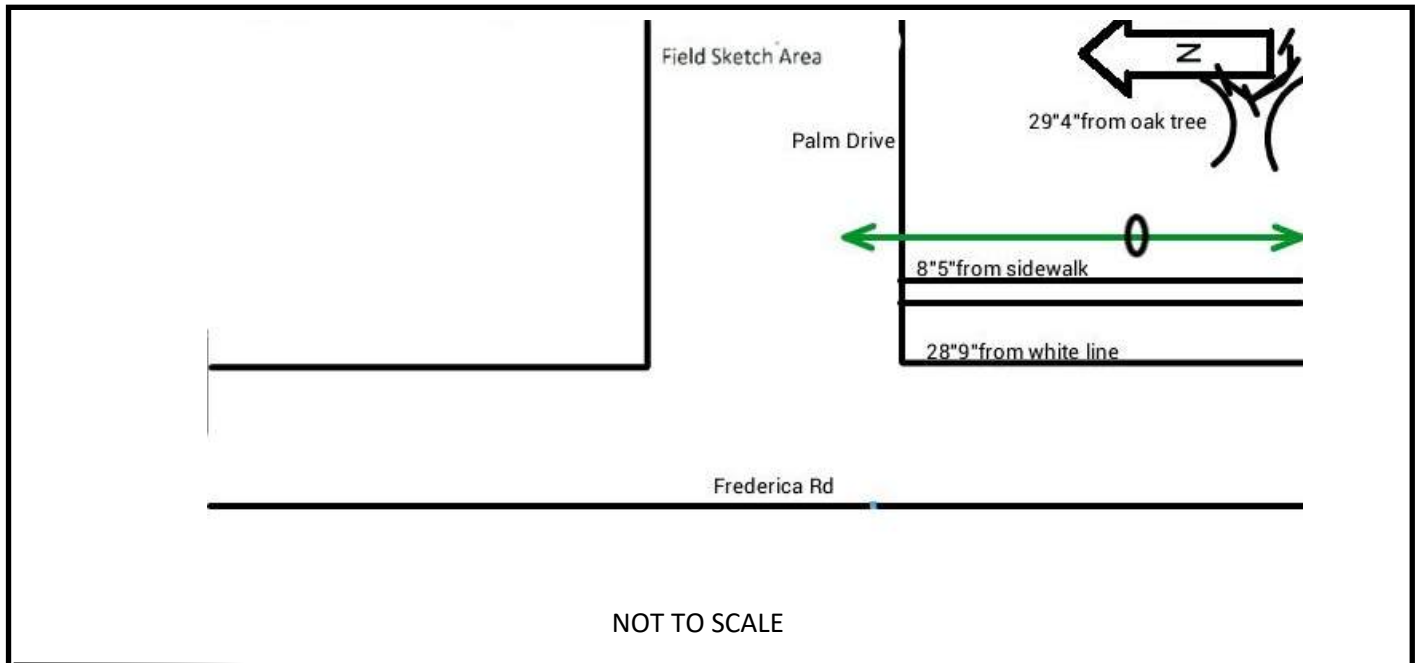 Field Sketch Area
N
29"4"from oak tree
Palm Drive
8"5"from sidewalk
28"9"from white line
Frederica Rd
NOT TO SCALE